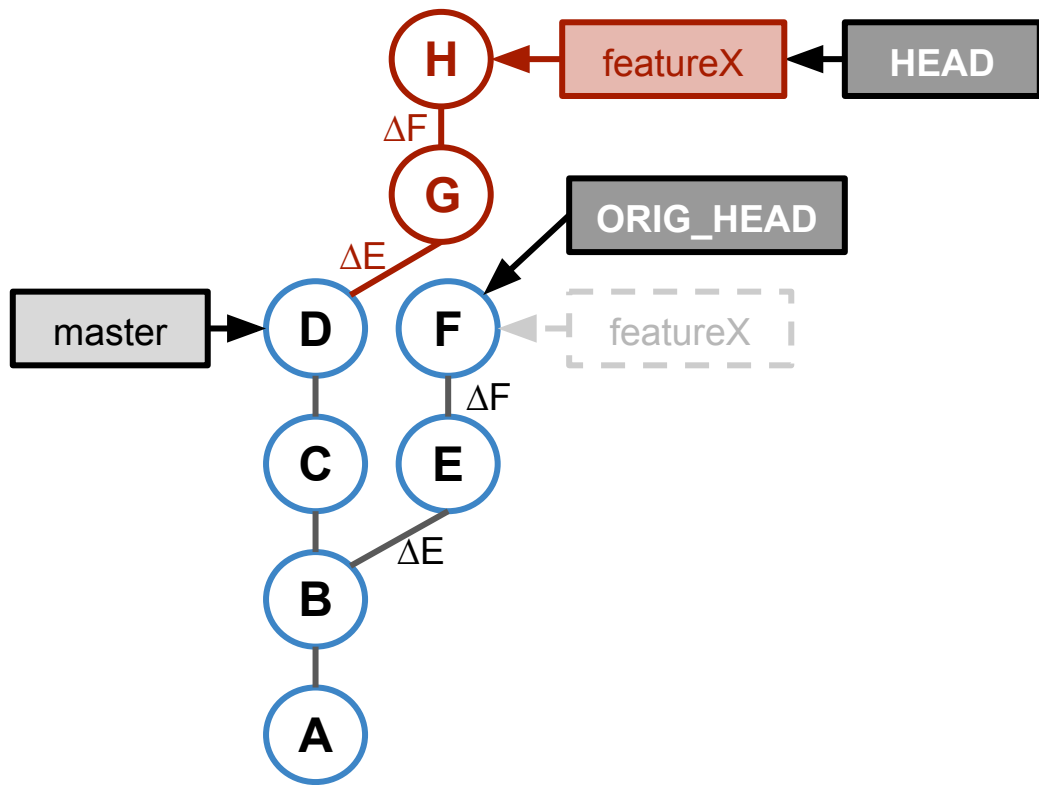 H
featureX
HEAD
ΔF
G
ORIG_HEAD
ΔE
master
D
F
featureX
ΔF
C
E
ΔE
B
A